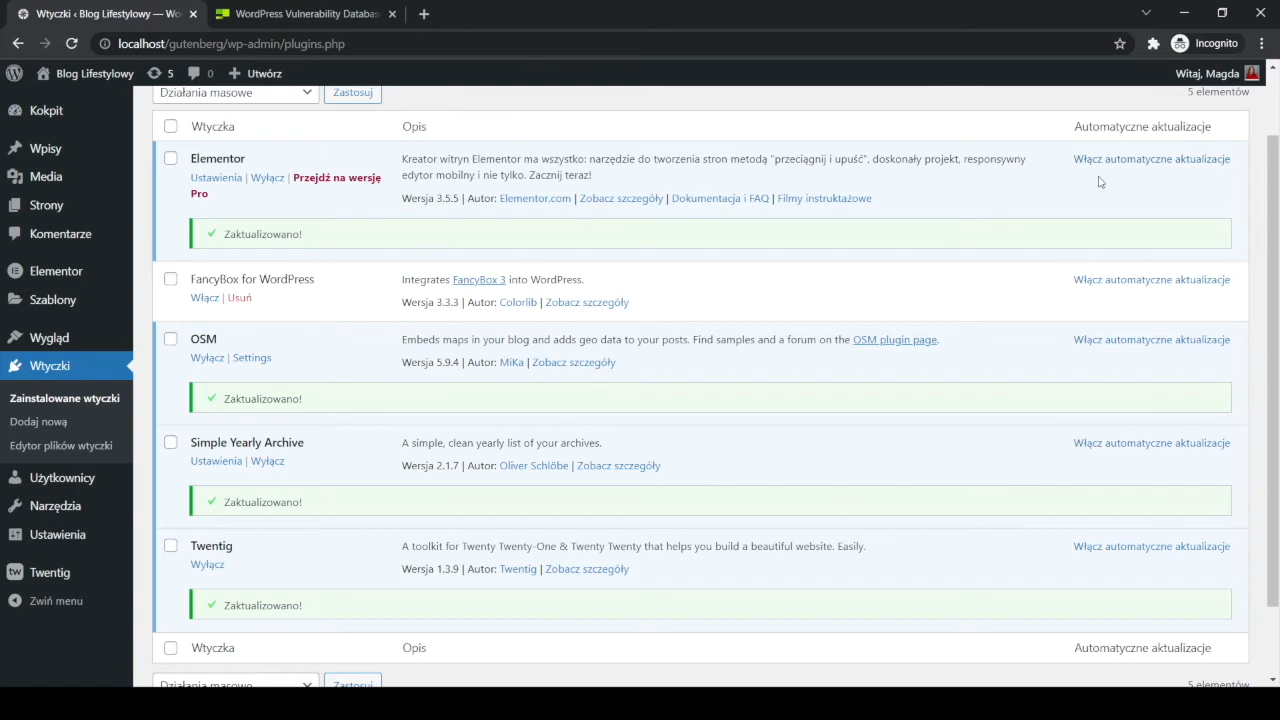 Wtyczki ‹ Blog Lifestylowy — Wo
WordPress Vulnerability Database
localhost/gutenberg/wp-admin/plugins.php
Incognito
Blog Lifestylowy
5
0
Utwórz
Witaj, Magda
Kokpit
Wpisy
Media
Strony
Komentarze
Elementor
Szablony
Wygląd
Wtyczki
Zainstalowane wtyczki
Dodaj nową
Edytor plików wtyczki
Użytkownicy
Narzędzia
Ustawienia
tw Twentig
Zwiń menu
Działania masowe
Zastosuj
5 elementów
Wtyczka
Opis
Automatyczne aktualizacje
Elementor
Ustawienia | Wyłącz | Przejdź na wersję
Pro
Kreator witryn Elementor ma wszystko: narzędzie do tworzenia stron metodą "przeciągnij i upuść", doskonały projekt, responsywny
edytor mobilny i nie tylko. Zacznij teraz!
Wersja 3.5.5 | Autor: Elementor.com | Zobacz szczegóły | Dokumentacja i FAQ | Filmy instruktażowe
Włącz automatyczne aktualizacje
Zaktualizowano!
FancyBox for WordPress
Włącz | Usuń
Integrates FancyBox 3 into WordPress.
Wersja 3.3.3 | Autor: Colorlib | Zobacz szczegóły
Włącz automatyczne aktualizacje
OSM
Wyłącz | Settings
Embeds maps in your blog and adds geo data to your posts. Find samples and a forum on the OSM plugin page.
Wersja 5.9.4 | Autor: MiKa | Zobacz szczegóły
Włącz automatyczne aktualizacje
Zaktualizowano!
Simple Yearly Archive
Ustawienia | Wyłącz
A simple, clean yearly list of your archives.
Wersja 2.1.7 | Autor: Oliver Schlöbe | Zobacz szczegóły
Włącz automatyczne aktualizacje
Zaktualizowano!
Twentig
Wyłącz
A toolkit for Twenty Twenty-One & Twenty Twenty that helps you build a beautiful website. Easily.
Wersja 1.3.9 | Autor: Twentig | Zobacz szczegóły
Włącz automatyczne aktualizacje
Zaktualizowano!
Wtyczka
Opis
Automatyczne aktualizacje
Działania masowe
Zastosuj
5 elementów